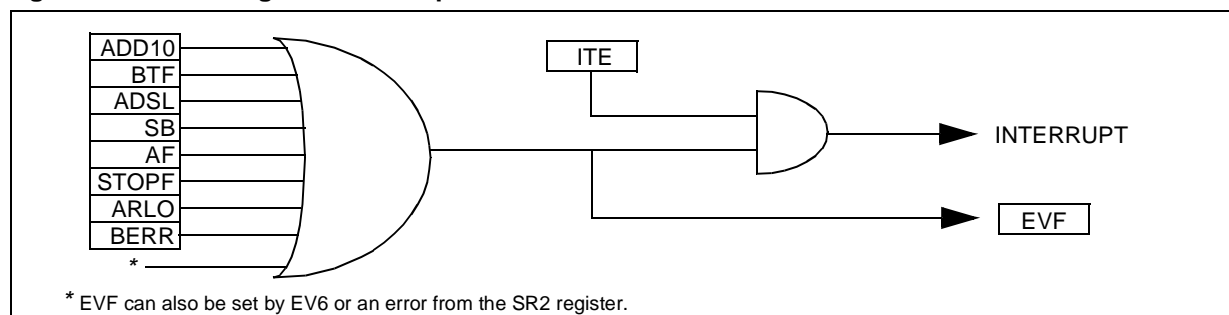 ADD10
BTF
ADSL
SB
AF
STOPF
ARLO
BERR
*
ITE
INTERRUPT
EVF
* EVF can also be set by EV6 or an error from the SR2 register.